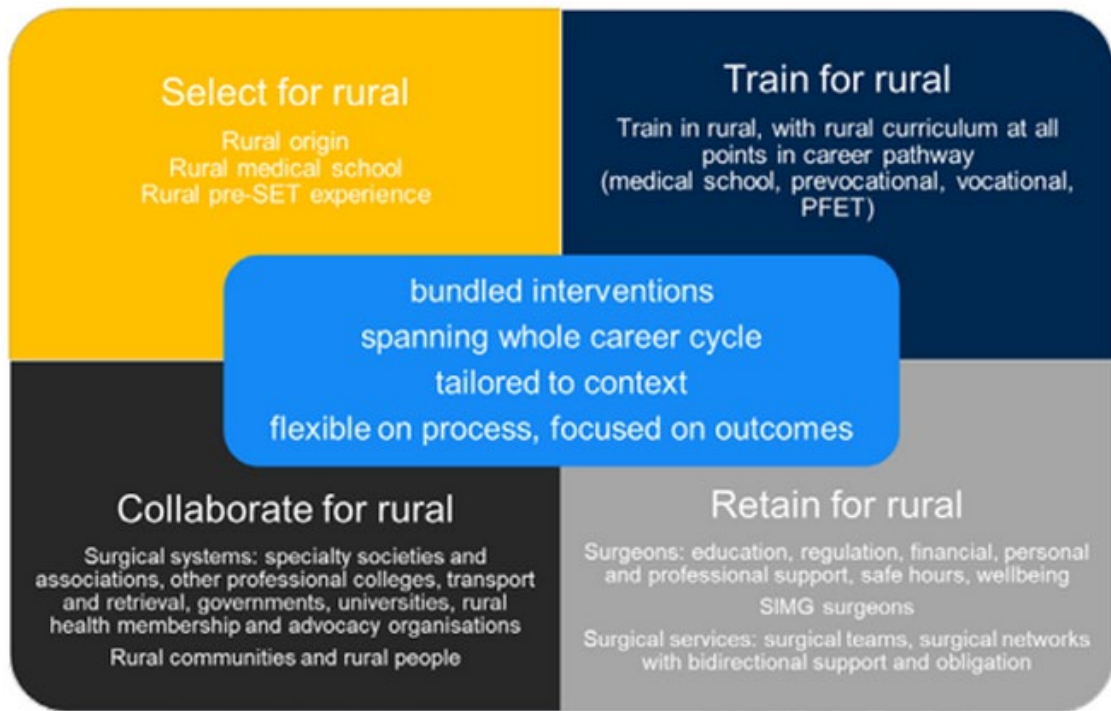 Select for rural
Rural origin
Rural medical school
Rural pre-SET experience
Train for rural
Train in rural, with rural curriculum at all
points in career pathway
(medical school, prevocational, vocational,
PFET)
bundled interventions
spanning whole career cycle
tailored to context
flexible on process, focused on outcomes
Collaborate for rural
Surgical systems: specialty societies and
associations, other professional colleges, transport
and retrieval, governments, universities, rural
health membership and advocacy organisations
Rural communities and rural people
Retain for rural
Surgeons: education, regulation, financial, personal
and professional support, safe hours, wellbeing
SIMG surgeons
Surgical services: surgical teams, surgical networks
with bidirectional support and obligation